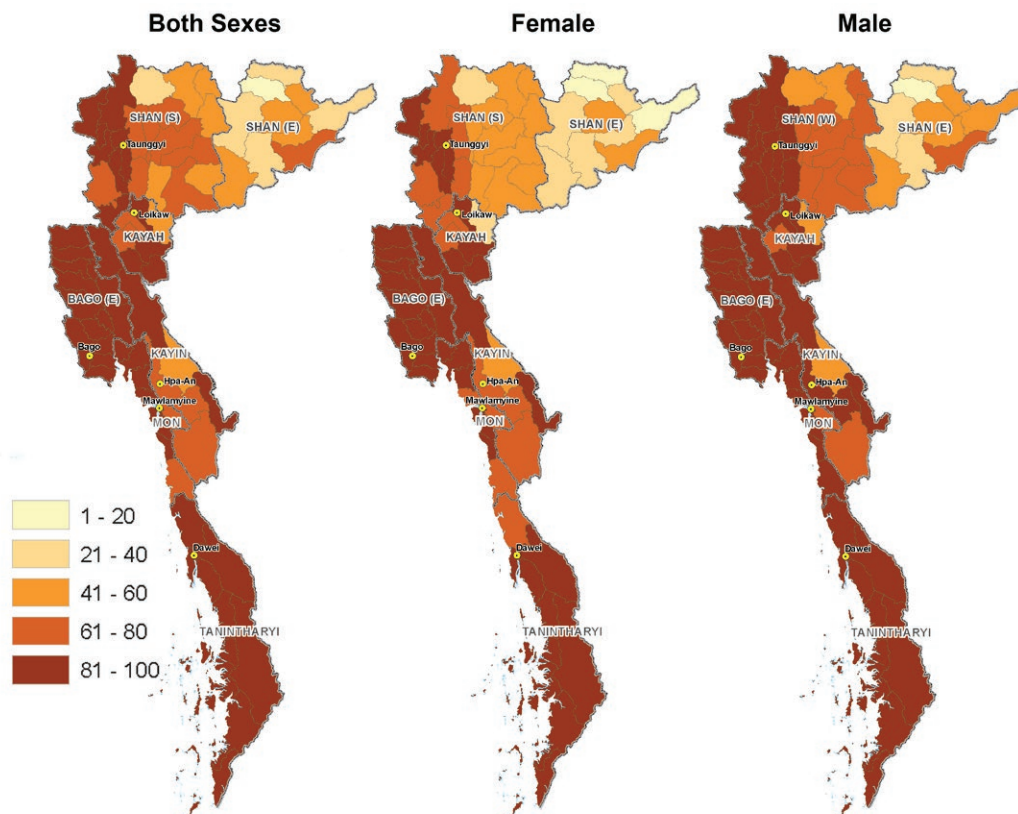 Both Sexes
Female
Male
SHAN (S)
SHAN (E)
Taunggyi
Loikaw
KAYAH
BAGO (E)
Bago
KAYIN
Hpa-An
Mawlamyine
MON
Dawei
TANINTHARYI
SHAN (S)
SHAN (E)
Taunggyi
Loikaw
KAYAH
BAGO (E)
Bago
KAYIN
Hpa-An
Mawlamyine
MON
Dawei
TANINTHARYI
SHAN (W)
SHAN (E)
Taunggyi
Loikaw
KAYAH
BAGO (E)
Bago
KAYIN
Hpa-An
Mawlamyine
MON
Dawei
TANINTHARYI
1 - 20
21 - 40
41 - 60
61 - 80
81 - 100